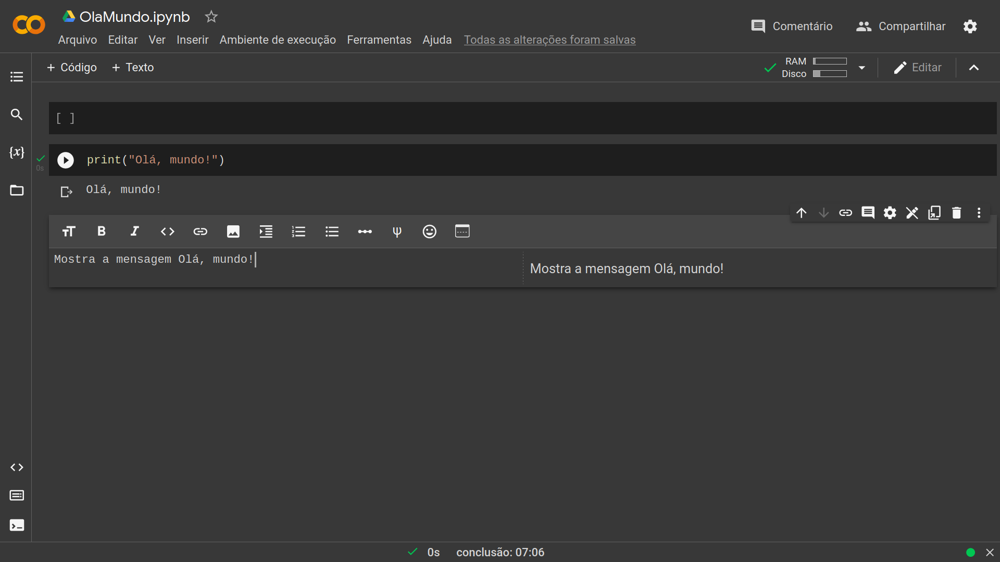 OlaMundo.ipynb
Comentário Compartilhar
Arquivo Editar Ver Inserir Ambiente de execução Ferramentas Ajuda Todas as alterações foram salvas
+ Código + Texto
RAM
Disco
Editar
[ ]
{x}
print("Olá, mundo!")
0s
Olá, mundo!
B I <> Ψ
Mostra a mensagem Olá, mundo!
Mostra a mensagem Olá, mundo!
0s conclusão: 07:06